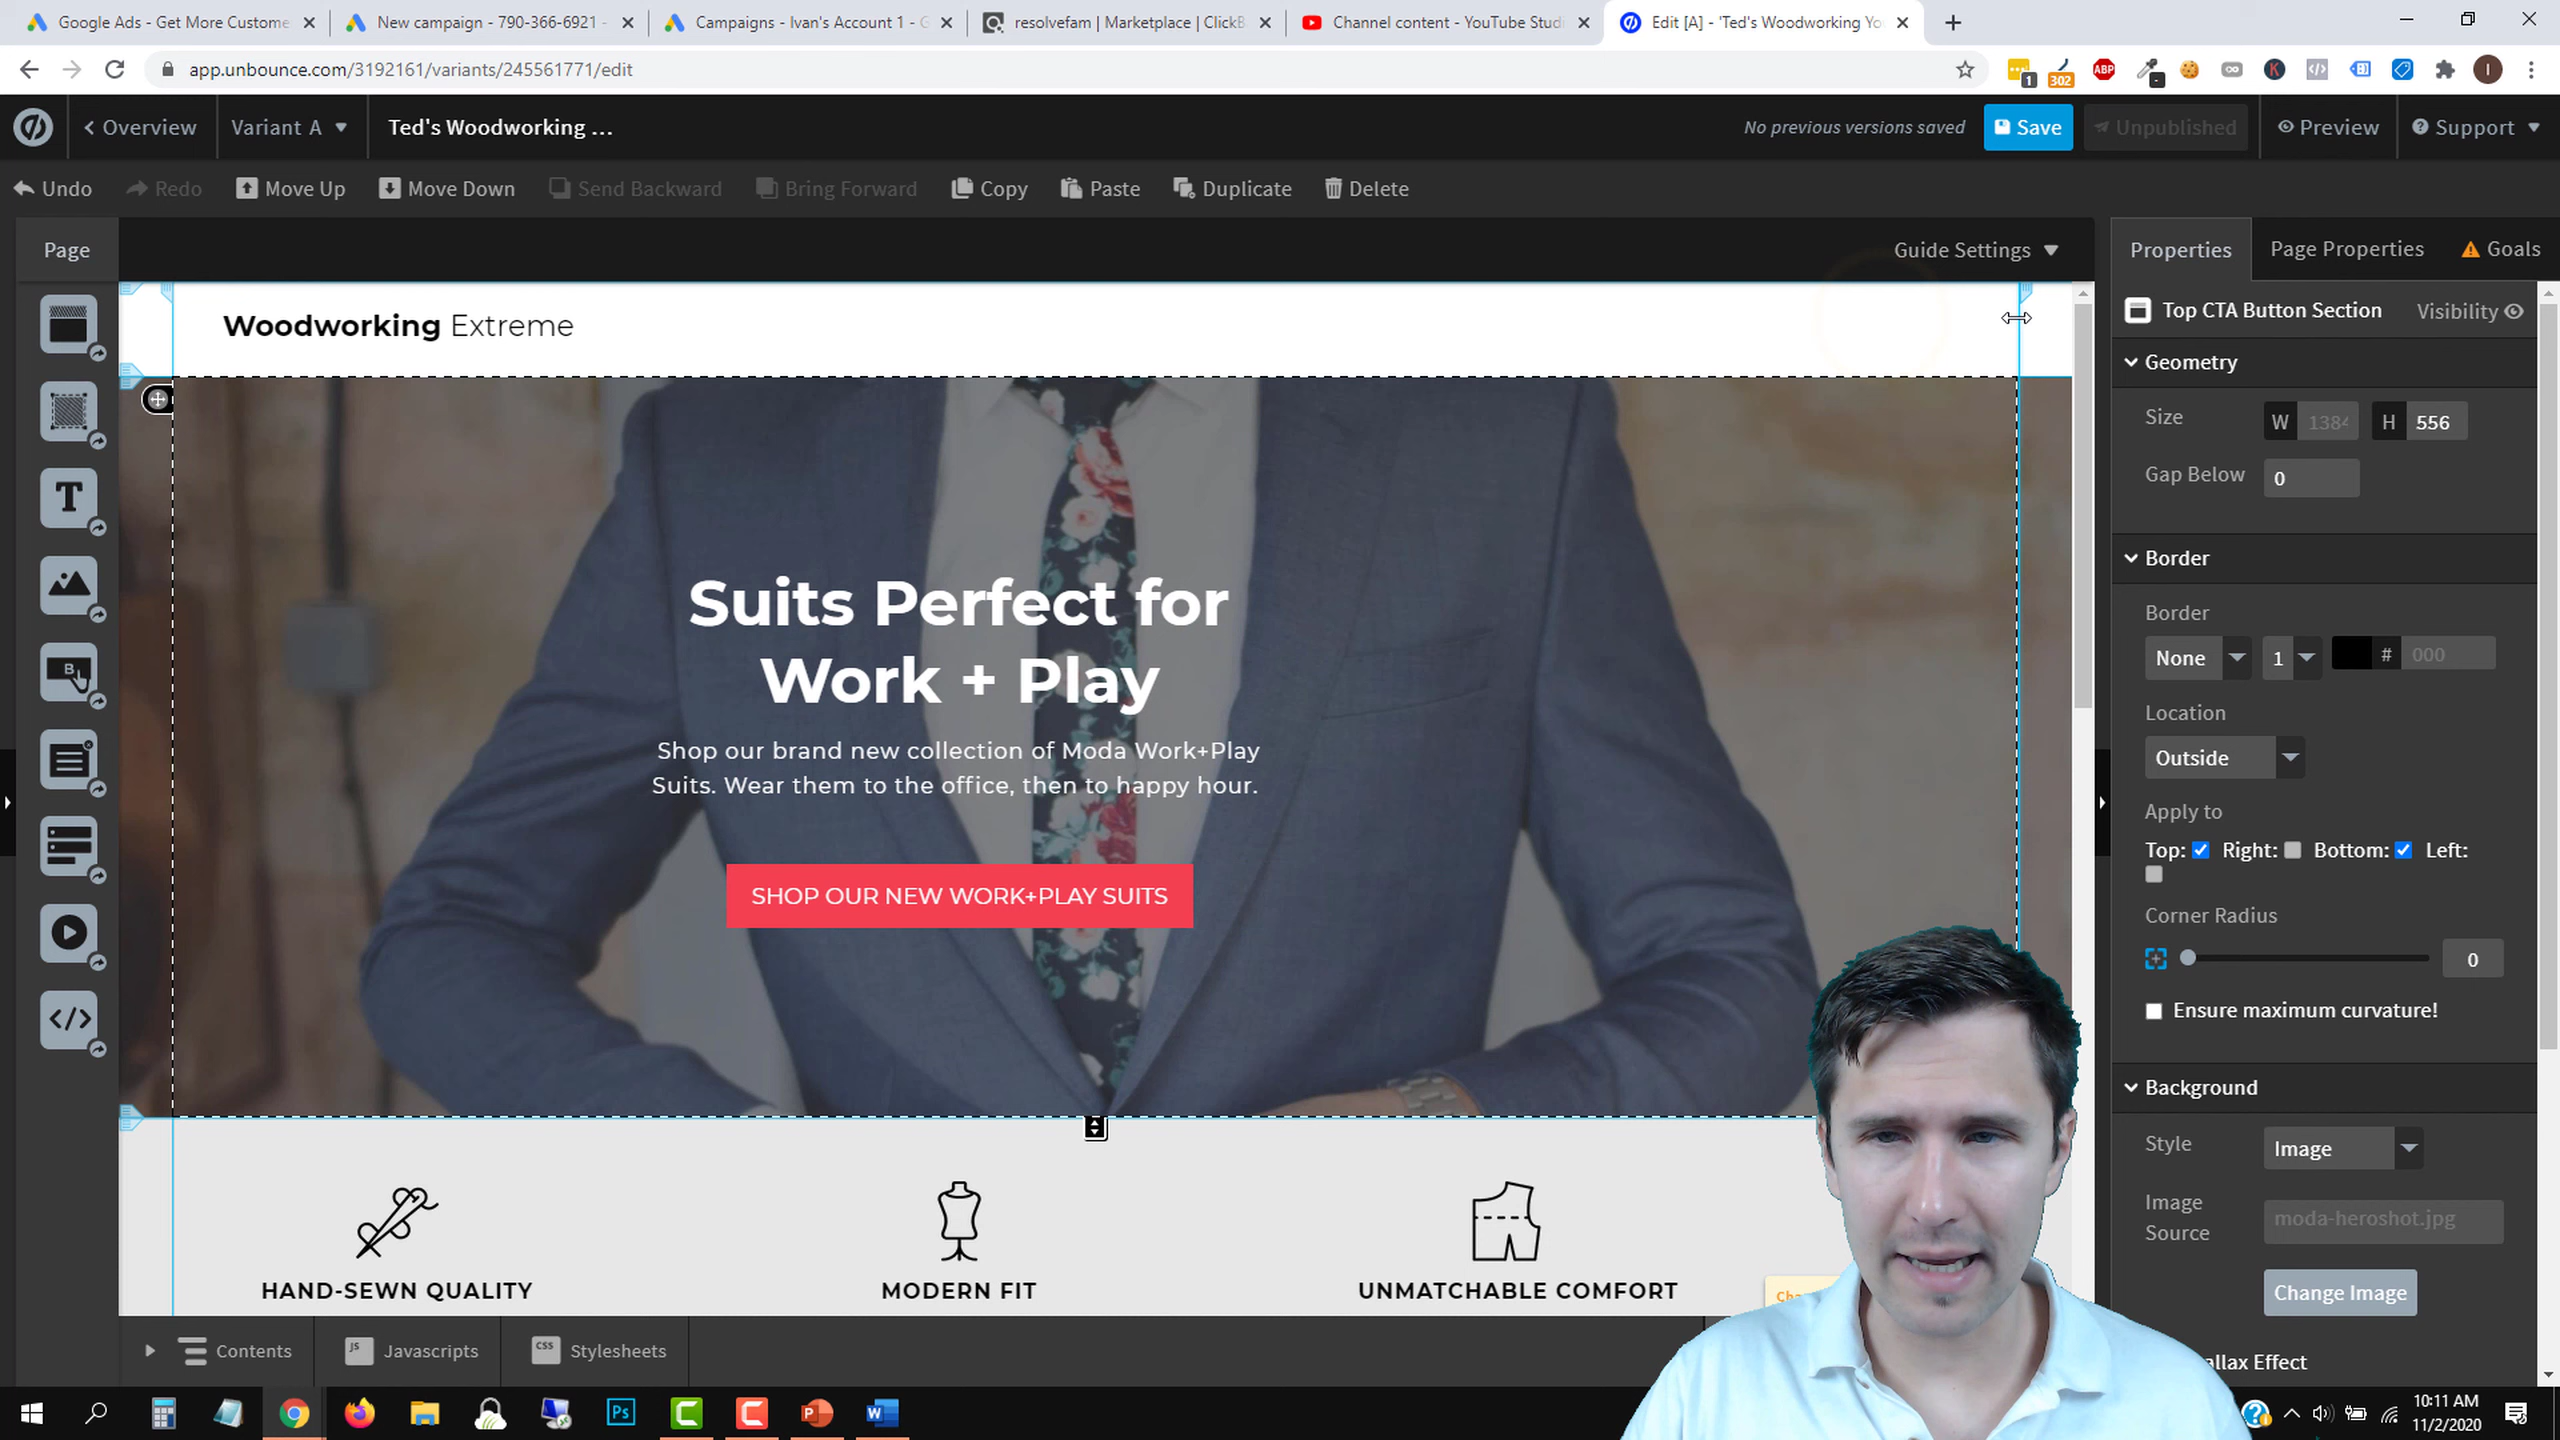 Google Ads - Get More Custome
New campaign - 790-366-6921 -
Campaigns - Ivan's Account 1 - G
resolvefam | Marketplace | ClickB
Channel content - YouTube Studi
Edit [A] - 'Ted's Woodworking Yo
app.unbounce.com/3192161/variants/245561771/edit
1
302
ABP
I
Overview
Variant A
Ted's Woodworking ...
No previous versions saved
Save
Unpublished
Preview
Support
Undo
Redo
Move Up
Move Down
Send Backward
Bring Forward
Copy
Paste
Duplicate
Delete
Page
Guide Settings
Properties
Page Properties
Goals
Woodworking Extreme
Top CTA Button Section
Visibility
Geometry
Size
W 1384
H 556
Gap Below
0
Border
Border
None
1
# 000
Location
Outside
Apply to
Top: Right: Bottom: Left:
Corner Radius
0
Ensure maximum curvature!
Background
Style
Image
Image
Source
moda-heroshot.jpg
Change Image
allax Effect
Suits Perfect for
Work + Play
Shop our brand new collection of Moda Work+Play
Suits. Wear them to the office, then to happy hour.
SHOP OUR NEW WORK+PLAY SUITS
HAND-SEWN QUALITY
MODERN FIT
UNMATCHABLE COMFORT
Contents
JS
Javascripts
CSS
Stylesheets
Ps
10:11 AM
11/2/2020